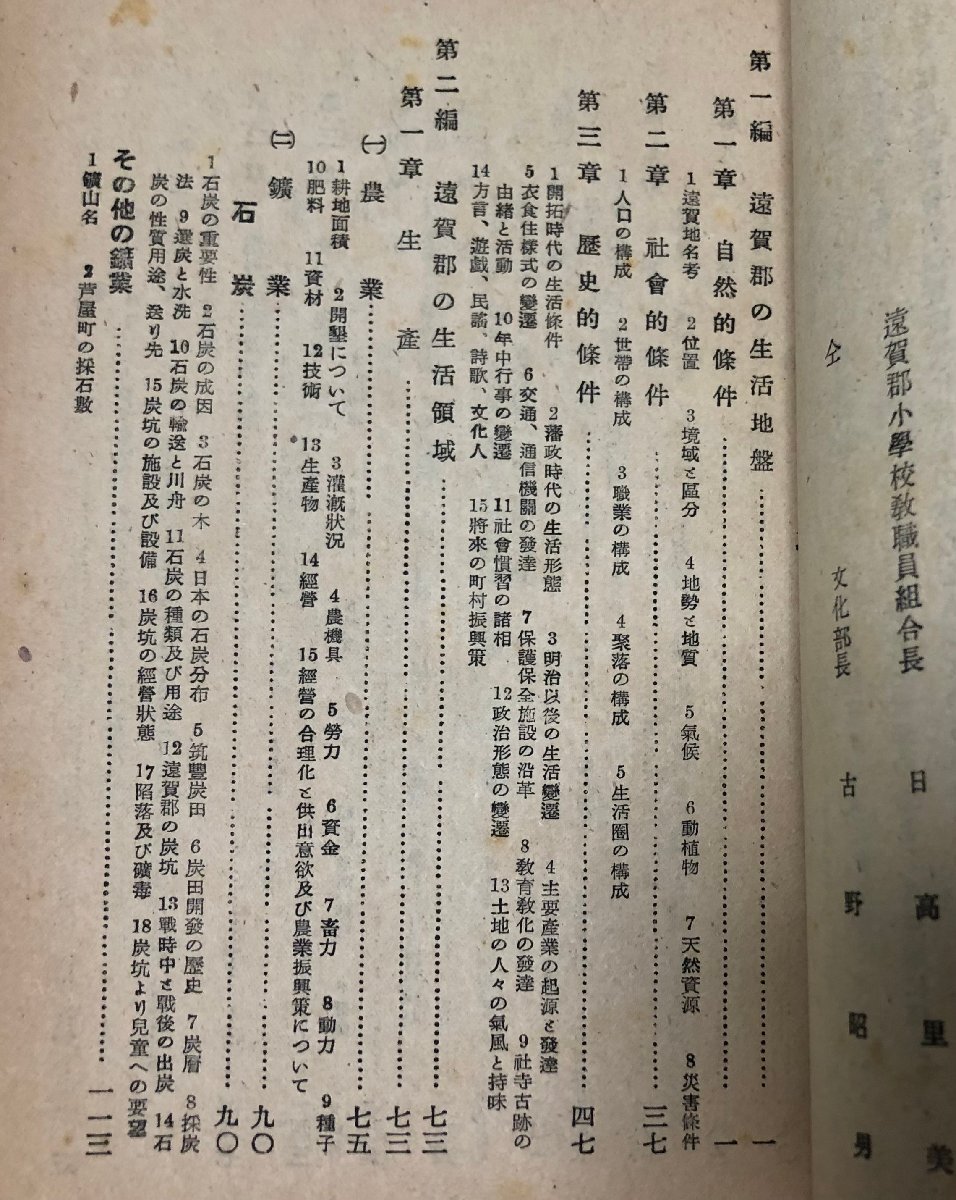 遠賀郡小學校教職員組合長 日高里美
仝 文化部長 古野昭男
第一編 遠賀郡の生活地盤……一
第一章 自然的條件……一
1遠賀地名考 2位置 3境域と區分 4地勢と地質 5氣候 6動植物 7天然資源 8災害條件
第二章 社會的條件……三七
1人口の構成 2世帶の構成 3職業の構成 4聚落の構成 5生活圈の構成
第三章 歷史的條件……四七
1開拓時代の生活條件 2藩政時代の生活形態 3明治以後の生活變遷 4主要產業の起源と發達
5衣食住樣式の變遷 6交通、通信機關の發達 7保護保全施設の沿革 8敎育敎化の發達 9社寺古跡の
由緖と活動 10年中行事の變遷 11社會慣習の諸相 12政治形態の變遷 13土地の人々の氣風と持味
14方言、遊戲、民謠、詩歌、文化人 15將來の町村振興策
第二編 遠賀郡の生活領域……七三
第一章 生產……七三
㈠農業……七五
1耕地面積 2開墾について 3灌漑狀況 4農機具 5勞力 6資金 7畜力 8動力 9種子
10肥料 11資材 12技術 13生產物 14經營 15經營の合理化と供出意欲及び農業振興策について
㈡鑛業……九〇
石炭……九〇
1石炭の重要性 2石炭の成因 3石炭の木 4日本の石炭分布 5筑豐炭田 6炭田開發の歷史 7炭層 8採炭
法 9選炭と水洗 10石炭の輸送と川舟 11石炭の種類及び用途 12遠賀郡の炭坑 13戰時中と戰後の出炭 14石
炭の性質用途、送り先 15炭坑の施設及び設備 16炭坑の經營狀態 17陷落及び礦毒 18炭坑より兒童への要望
その他の鑛業……一一三
1鑛山名 2芦屋町の採石數